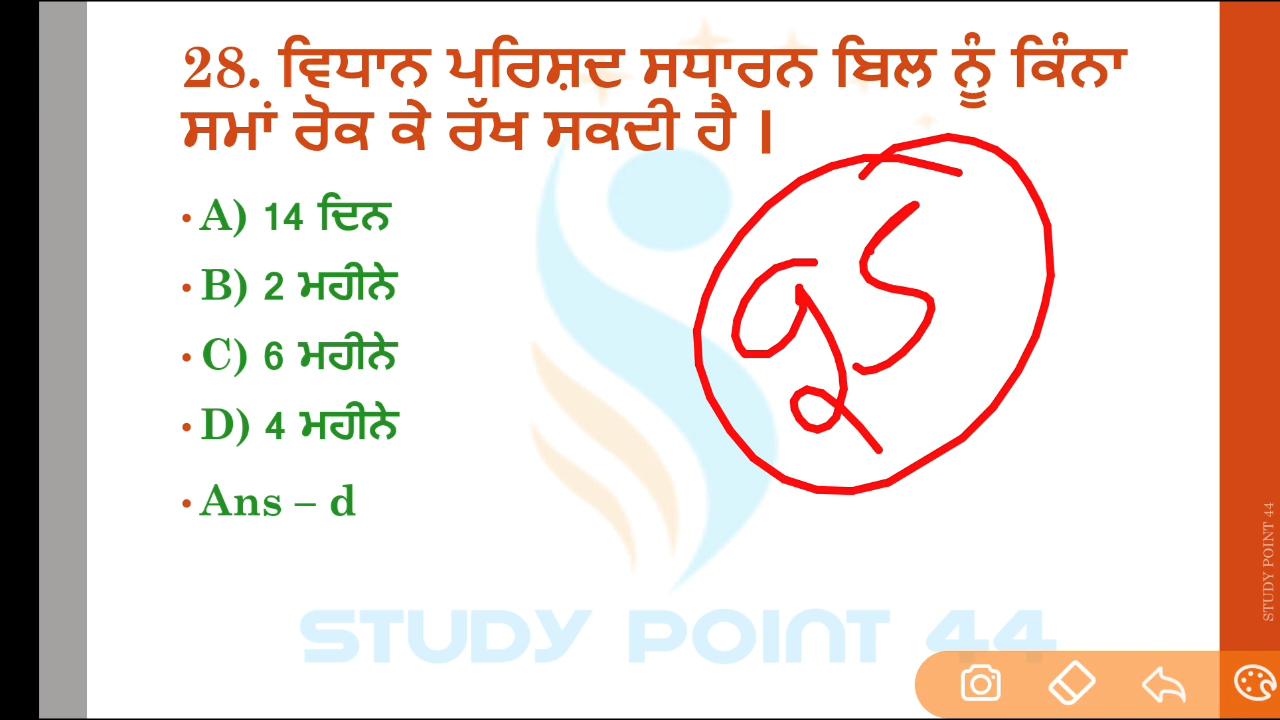 28. ਵਿਧਾਨ ਪਰਿਸ਼ਦ ਸਧਾਰਨ ਬਿਲ ਨੂੰ ਕਿੰਨਾ
ਸਮਾਂ ਰੋਕ ਕੇ ਰੱਖ ਸਕਦੀ ਹੈ ।
• A) 14 ਦਿਨ
• B) 2 ਮਹੀਨੇ
• C) 6 ਮਹੀਨੇ
• D) 4 ਮਹੀਨੇ
• Ans – d
STUDY POINT 44
STUDY POINT 44